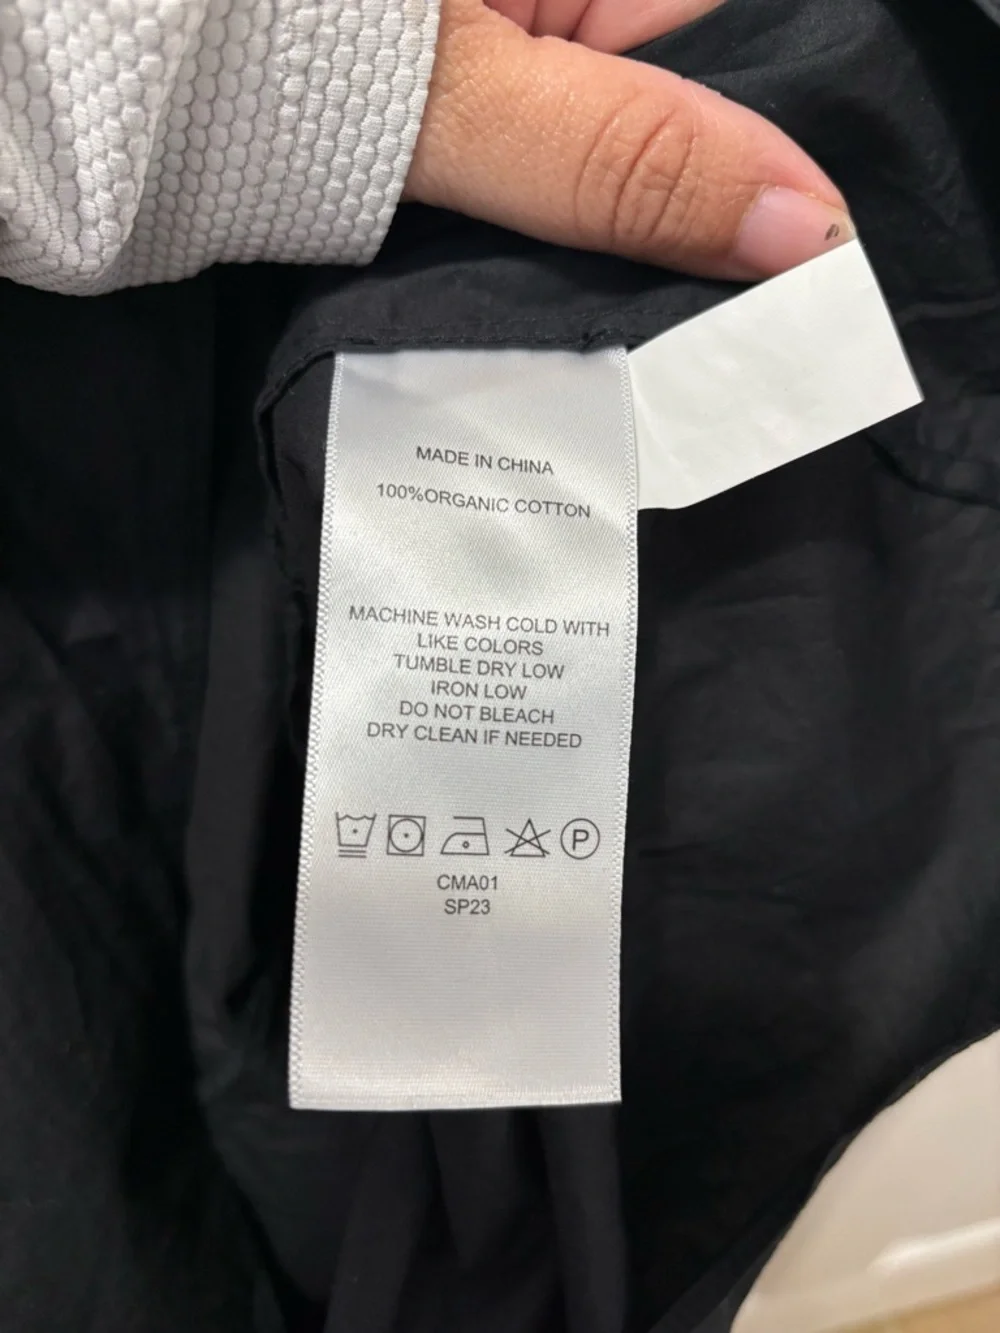 MADE IN CHINA
100%ORGANIC COTTON
MACHINE WASH COLD WITH
LIKE COLORS
TUMBLE DRY LOW
IRON LOW
DO NOT BLEACH
DRY CLEAN IF NEEDED
P
CMA01
SP23